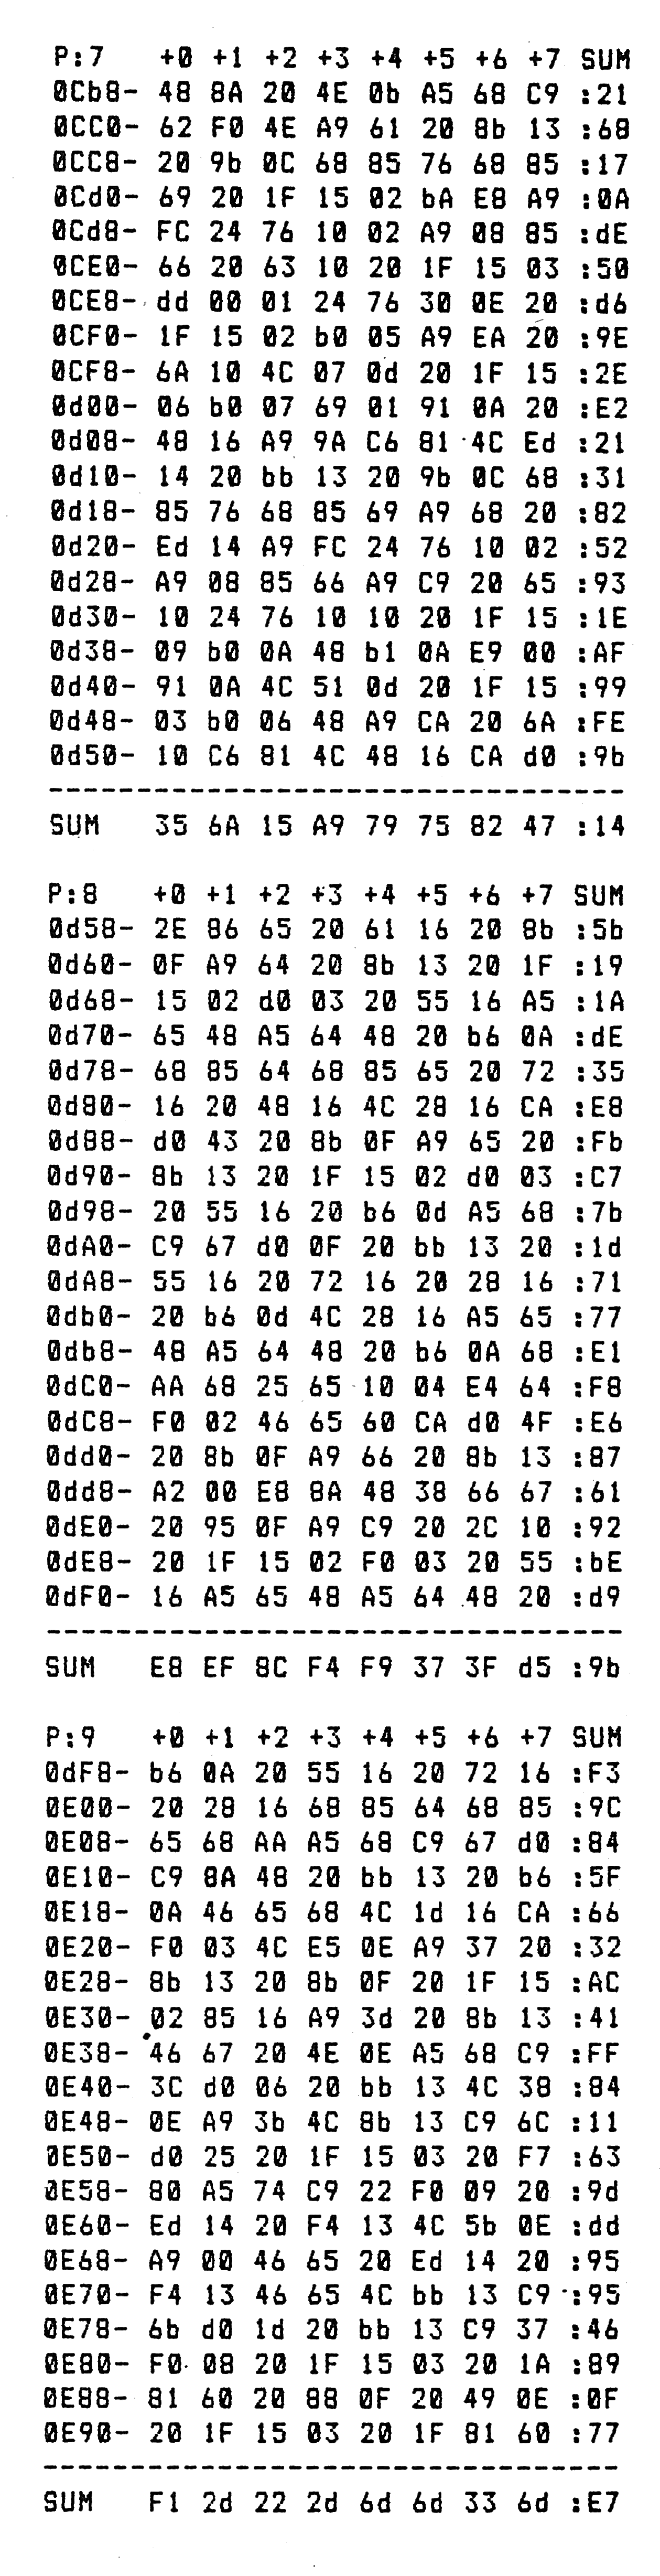 P:7 +0 +1 +2 +3 +4 +5 +6 +7 SUM
0Cb8- 48 8A 20 4E 0b A5 68 C9 :21
0CC0- 62 F0 4E A9 61 20 8b 13 :68
0CC8- 20 9b 0C 68 85 76 68 85 :17
0Cd0- 69 20 1F 15 02 bA E8 A9 :0A
0Cd8- FC 24 76 10 02 A9 08 85 :dE
0CE0- 66 20 63 10 20 1F 15 03 :50
0CE8- dd 00 01 24 76 30 0E 20 :d6
0CF0- 1F 15 02 b0 05 A9 EA 20 :9E
0CF8- 6A 10 4C 07 0d 20 1F 15 :2E
0d00- 06 b0 07 69 01 91 0A 20 :E2
0d08- 48 16 A9 9A C6 81 4C Ed :21
0d10- 14 20 bb 13 20 9b 0C 68 :31
0d18- 85 76 68 85 69 A9 68 20 :82
0d20- Ed 14 A9 FC 24 76 10 02 :52
0d28- A9 08 85 66 A9 C9 20 65 :93
0d30- 10 24 76 10 10 20 1F 15 :1E
0d38- 09 b0 0A 48 b1 0A E9 00 :AF
0d40- 91 0A 4C 51 0d 20 1F 15 :99
0d48- 03 b0 06 48 A9 CA 20 6A :FE
0d50- 10 C6 81 4C 48 16 CA d0 :9b
----------------------------------
SUM 35 6A 15 A9 79 75 82 47 :14
P:8 +0 +1 +2 +3 +4 +5 +6 +7 SUM
0d58- 2E 86 65 20 61 16 20 8b :5b
0d60- 0F A9 64 20 8b 13 20 1F :19
0d68- 15 02 d0 03 20 55 16 A5 :1A
0d70- 65 48 A5 64 48 20 b6 0A :dE
0d78- 68 85 64 68 85 65 20 72 :35
0d80- 16 20 48 16 4C 28 16 CA :E8
0d88- d0 43 20 8b 0F A9 65 20 :Fb
0d90- 8b 13 20 1F 15 02 d0 03 :C7
0d98- 20 55 16 20 b6 0d A5 68 :7b
0dA0- C9 67 d0 0F 20 bb 13 20 :1d
0dA8- 55 16 20 72 16 20 28 16 :71
0db0- 20 b6 0d 4C 28 16 A5 65 :77
0db8- 48 A5 64 48 20 b6 0A 68 :E1
0dC0- AA 68 25 65 10 04 E4 64 :F8
0dC8- F0 02 46 65 60 CA d0 4F :E6
0dd0- 20 8b 0F A9 66 20 8b 13 :87
0dd8- A2 00 E8 8A 48 38 66 67 :61
0dE0- 20 95 0F A9 C9 20 2C 10 :92
0dE8- 20 1F 15 02 F0 03 20 55 :bE
0dF0- 16 A5 65 48 A5 64 48 20 :d9
----------------------------------
SUM E8 EF 8C F4 F9 37 3F d5 :9b
P:9 +0 +1 +2 +3 +4 +5 +6 +7 SUM
0dF8- b6 0A 20 55 16 20 72 16 :F3
0E00- 20 28 16 68 85 64 68 85 :9C
0E08- 65 68 AA A5 68 C9 67 d0 :84
0E10- C9 8A 48 20 bb 13 20 b6 :5F
0E18- 0A 46 65 68 4C 1d 16 CA :66
0E20- F0 03 4C E5 0E A9 37 20 :32
0E28- 8b 13 20 8b 0F 20 1F 15 :AC
0E30- 02 85 16 A9 3d 20 8b 13 :41
0E38- 46 67 20 4E 0E A5 68 C9 :FF
0E40- 3C d0 06 20 bb 13 4C 38 :84
0E48- 0E A9 3b 4C 8b 13 C9 6C :11
0E50- d0 25 20 1F 15 03 20 F7 :63
0E58- 80 A5 74 C9 22 F0 09 20 :9d
0E60- Ed 14 20 F4 13 4C 5b 0E :dd
0E68- A9 00 46 65 20 Ed 14 20 :95
0E70- F4 13 46 65 4C bb 13 C9 :95
0E78- 6b d0 1d 20 bb 13 C9 37 :46
0E80- F0 08 20 1F 15 03 20 1A :89
0E88- 81 60 20 88 0F 20 49 0E :0F
0E90- 20 1F 15 03 20 1F 81 60 :77
----------------------------------
SUM F1 2d 22 2d 6d 6d 33 6d :E7